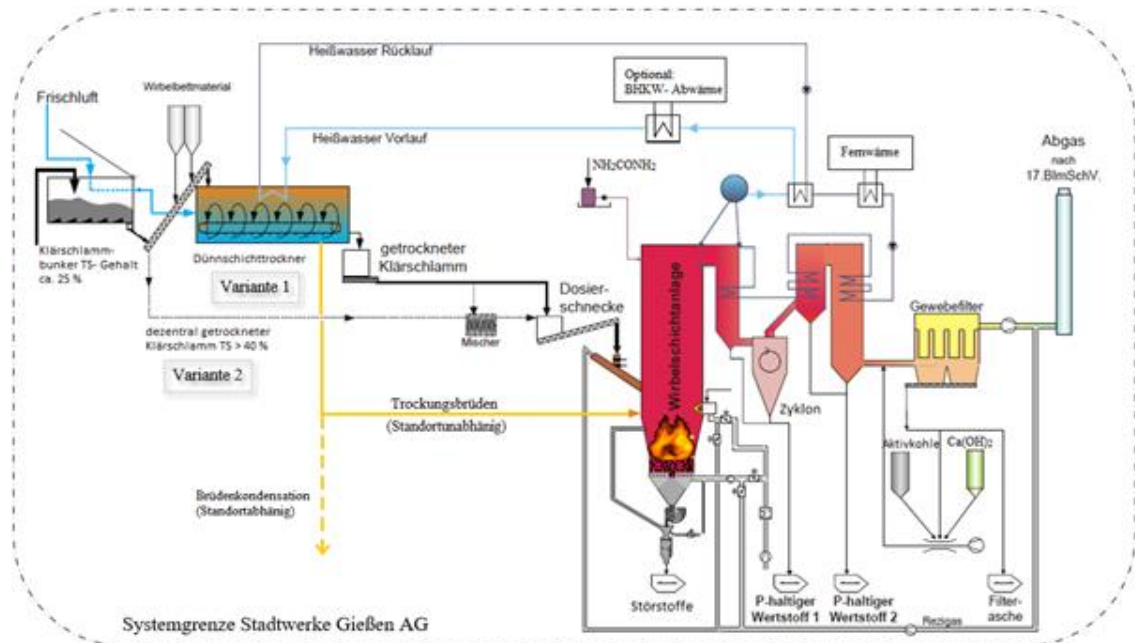 Heißwasser Rücklauf
Optional:
BHKW- Abwärme
Wirbelbettmaterial
Frischluft
Heißwasser Vorlauf
Fernwärme
Abgas
nach
17.BImSchV.
NH₂CONH₂
Klärschlamm-
bunker TS- Gehalt
ca. 25 %
Dünnschichttrockner
Variante 1
getrockneter
Klärschlamm
Dosier-
schnecke
Mischer
dezentral getrockneter
Klärschlamm TS > 40 %
Variante 2
Wirbelschichtanlage
Gewebefilter
Zyklon
Trockungsbrüden
(Standortunabhänig)
Aktivkohle
Ca(OH)₂
Brüdenkondensation
(Standortabhänig)
Störstoffe
P-haltiger
Wertstoff 1
P-haltiger
Wertstoff 2
Filter-
asche
Rezigas
Systemgrenze Stadtwerke Gießen AG